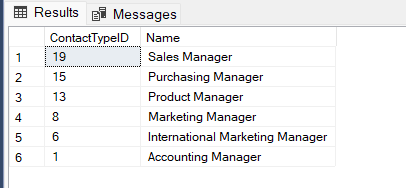 Results Messages
ContactTypeID Name
1 19 Sales Manager
2 15 Purchasing Manager
3 13 Product Manager
4 8 Marketing Manager
5 6 International Marketing Manager
6 1 Accounting Manager